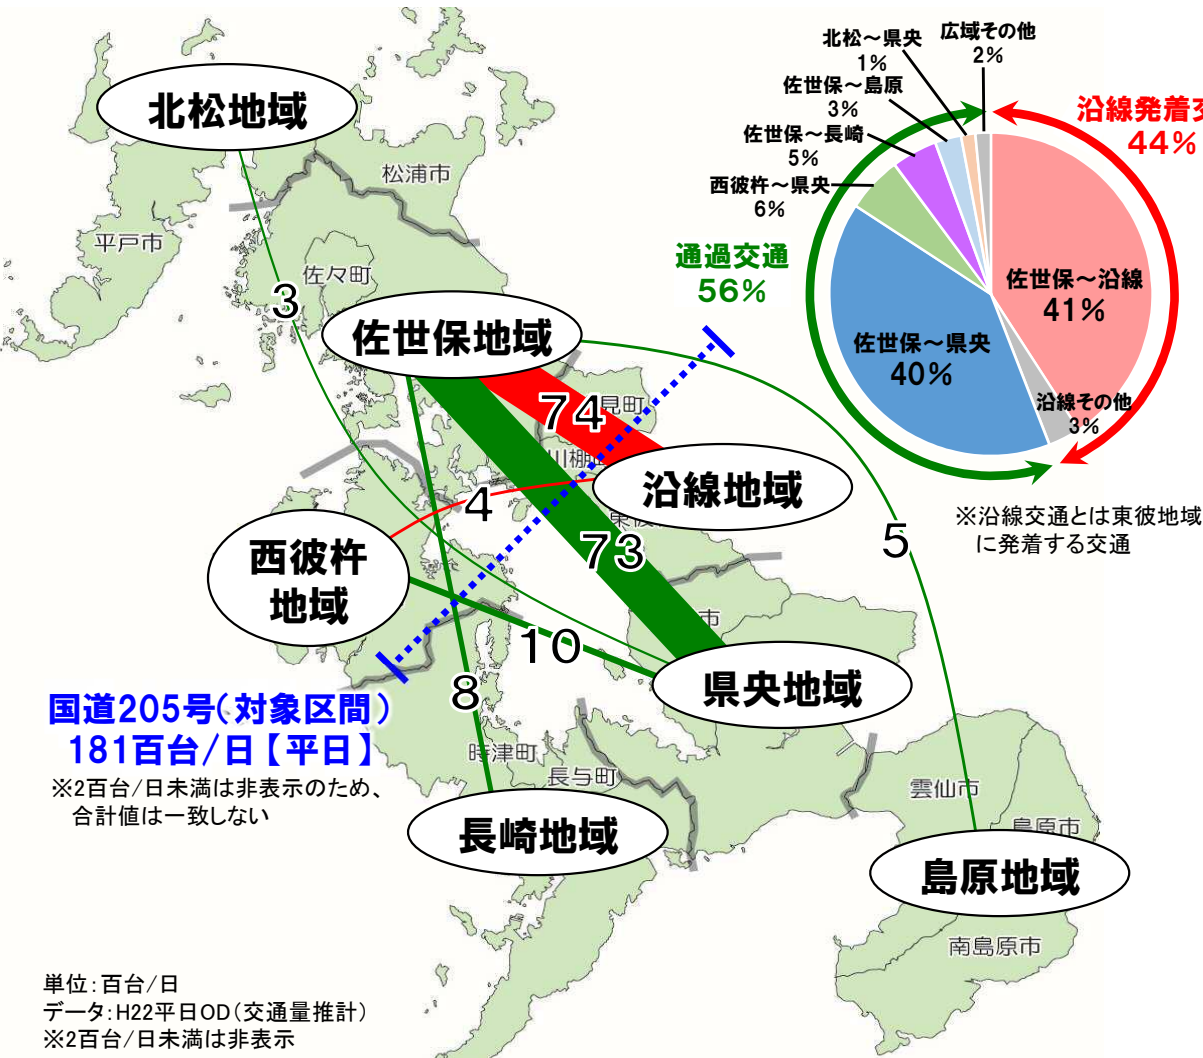 北松～県央
1%
広域その他
2%
佐世保～島原
3%
佐世保～長崎
5%
西彼杵～県央
6%
沿線発着交
44%
通過交通
56%
佐世保～沿線
41%
佐世保～県央
40%
沿線その他
3%
※沿線交通とは東彼地域
に発着する交通
北松地域
松浦市
平戸市
佐々町
3
佐世保地域
74
見町
川棚
沿線地域
4
東彼
73
5
西彼杵
地域
市
10
県央地域
8
国道205号(対象区間)
181百台/日【平日】
※2百台/日未満は非表示のため、
合計値は一致しない
時津町
長与町
長崎地域
雲仙市
島原市
島原地域
南島原市
単位:百台/日
データ:H22平日OD(交通量推計)
※2百台/日未満は非表示